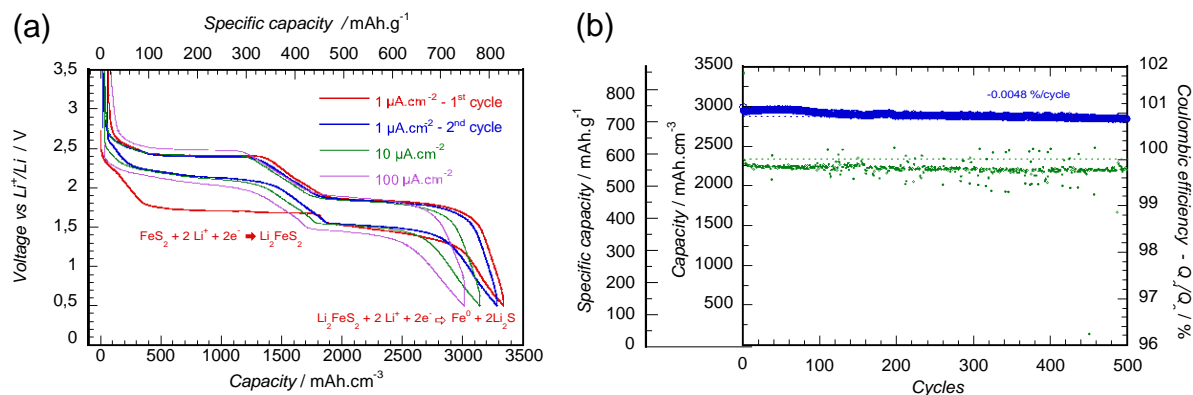 (a)
Specific capacity / mAh.g⁻¹
0 100 200 300 400 500 600 700 800
Voltage vs Li⁺/Li / V
3,5
3
2,5
2
1,5
1
0,5
0
1 µA.cm⁻² - 1ˢᵗ cycle
1 µA.cm⁻² - 2ⁿᵈ cycle
10 µA.cm⁻²
100 µA.cm⁻²
FeS₂ + 2 Li⁺ + 2e⁻ ➡ Li₂FeS₂
Li₂FeS₂ + 2 Li⁺ + 2e⁻ ⇨ Fe⁰ + 2Li₂S
0 500 1000 1500 2000 2500 3000 3500
Capacity / mAh.cm⁻³
(b)
Specific capacity / mAh.g⁻¹
800
700
600
500
400
300
200
100
0
Capacity / mAh.cm⁻³
3500
3000
2500
2000
1500
1000
500
0
-0.0048 %/cycle
102
101
100
99
98
97
96
Coulombic efficiency - Q
/Q
/ %
0 100 200 300 400 500
Cycles